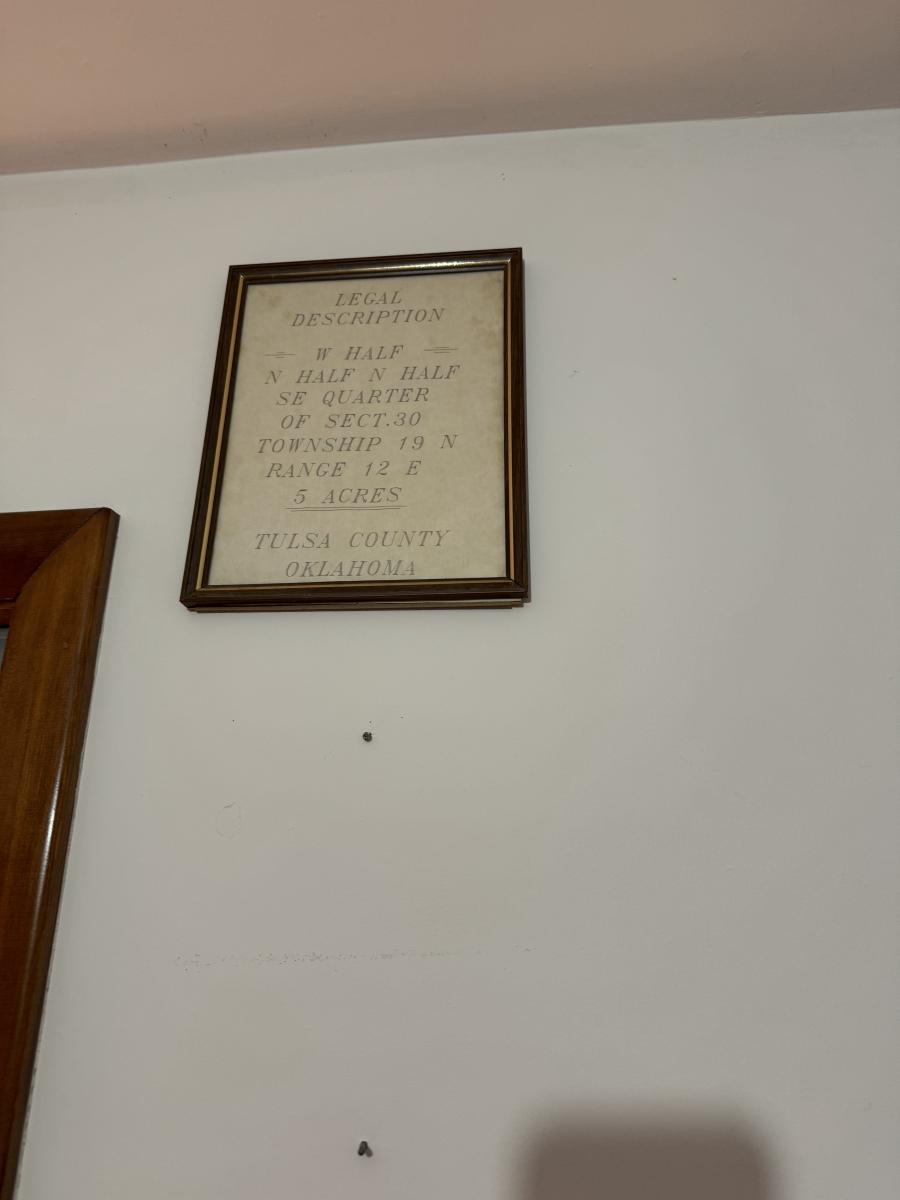 LEGAL
DESCRIPTION
W HALF
N HALF N HALF
SE QUARTER
OF SECT.30
TOWNSHIP 19 N
RANGE 12 E
5 ACRES
TULSA COUNTY
OKLAHOMA